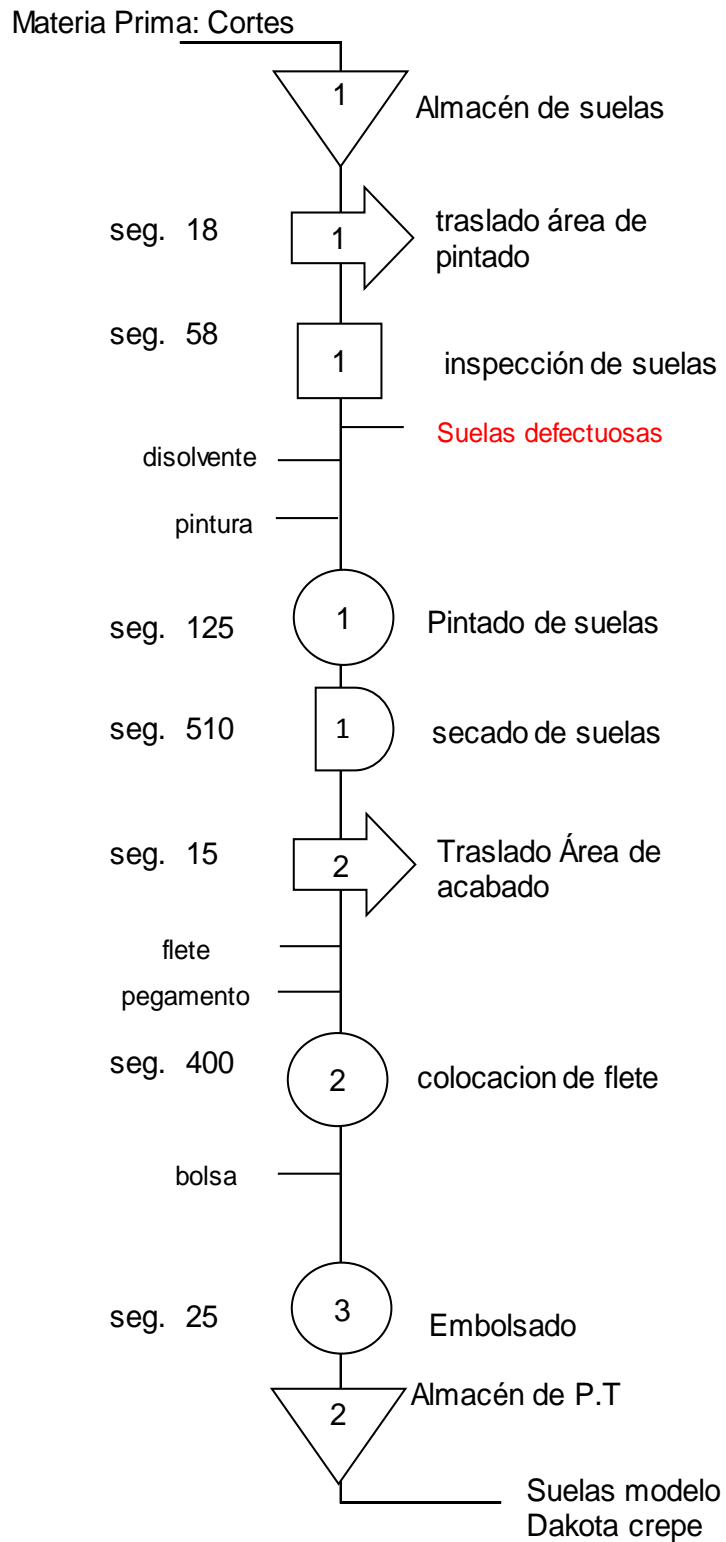 Materia Prima: Cortes
1
Almacén de suelas
seg. 18
1
traslado área de
pintado
seg. 58
1
inspección de suelas
Suelas defectuosas
disolvente
pintura
seg. 125
1
Pintado de suelas
seg. 510
1
secado de suelas
seg. 15
2
Traslado Área de
acabado
flete
pegamento
seg. 400
2
colocacion de flete
bolsa
seg. 25
3
Embolsado
2
Almacén de P.T
Suelas modelo
Dakota crepe